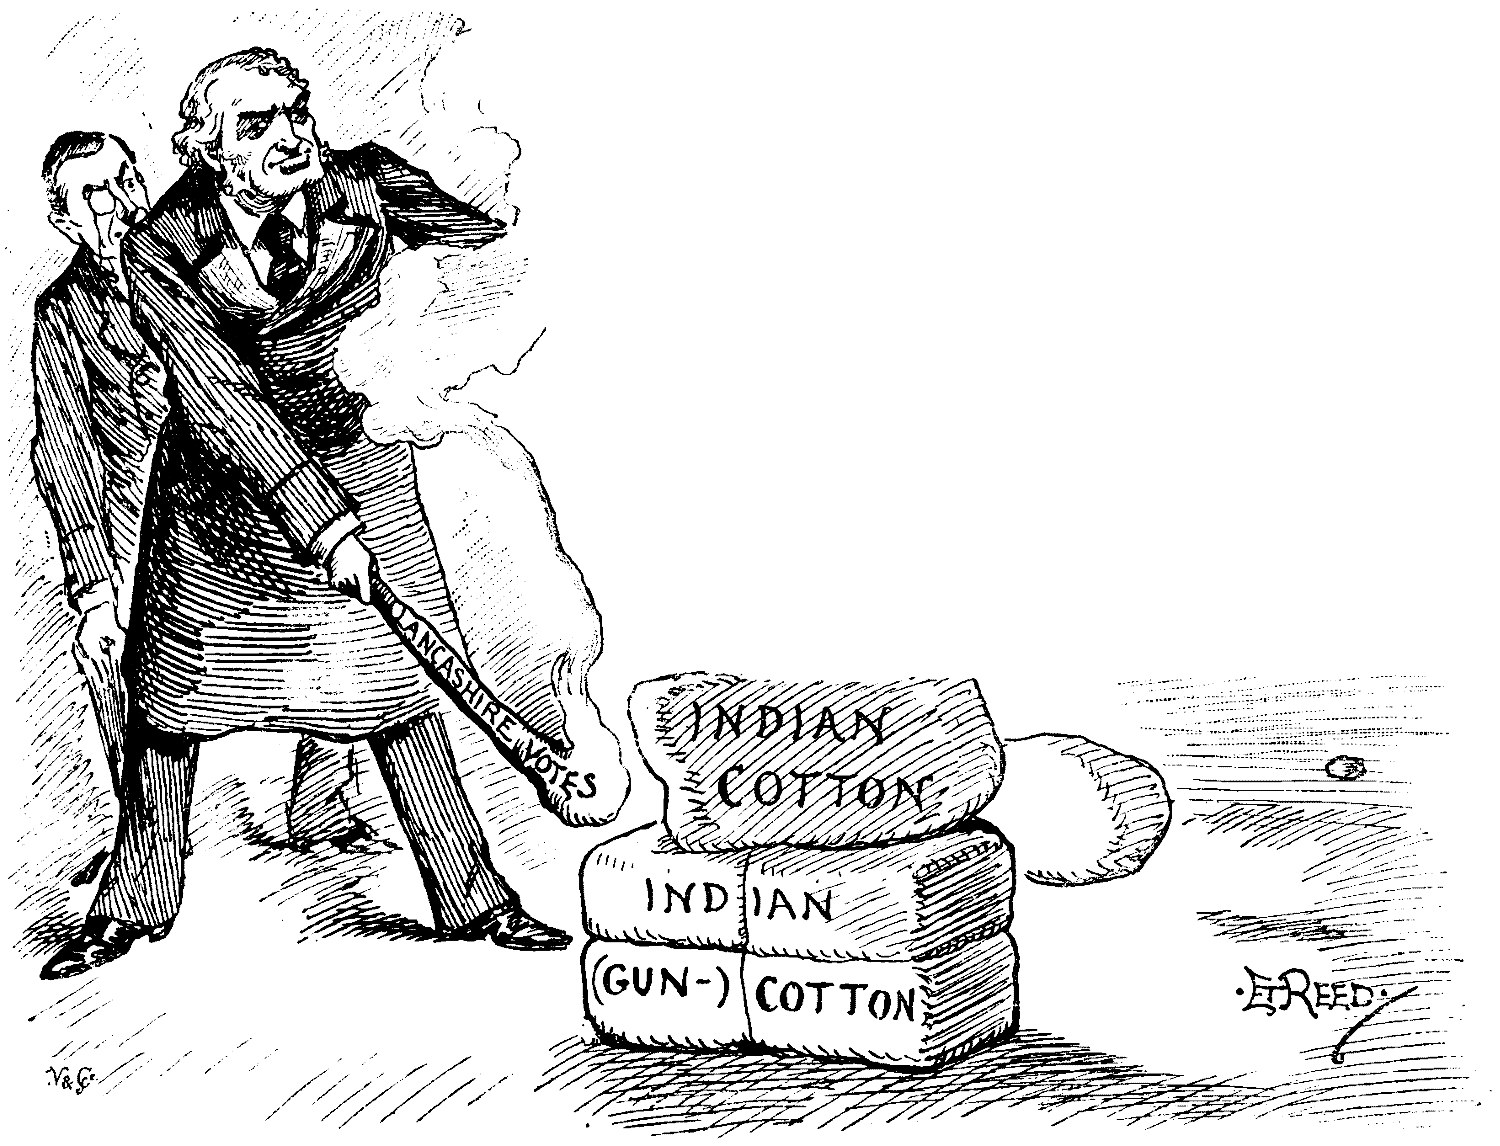 LANCASHIRE VOTES
INDIAN
COTTON
INDIAN
(GUN-) COTTON
E.T.REED.
V & Co.